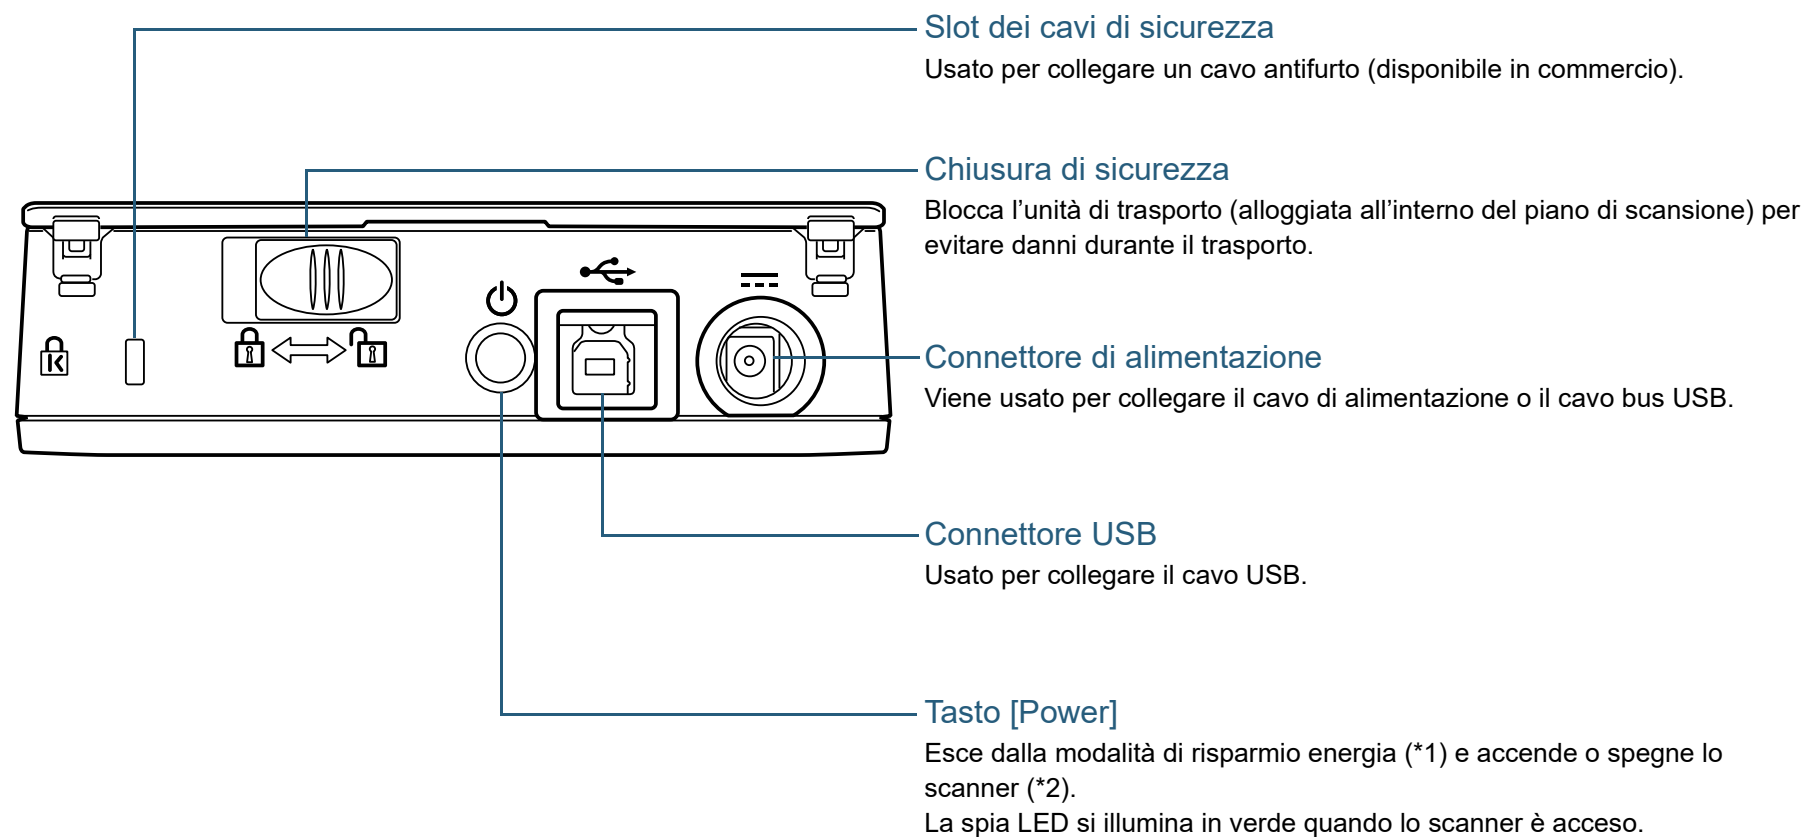 Slot dei cavi di sicurezza
Usato per collegare un cavo antifurto (disponibile in commercio).
Chiusura di sicurezza
Blocca l’unità di trasporto (alloggiata all’interno del piano di scansione) per
evitare danni durante il trasporto.
K
Connettore di alimentazione
Viene usato per collegare il cavo di alimentazione o il cavo bus USB.
Connettore USB
Usato per collegare il cavo USB.
Tasto [Power]
Esce dalla modalità di risparmio energia (*1) e accende o spegne lo
scanner (*2).
La spia LED si illumina in verde quando lo scanner è acceso.